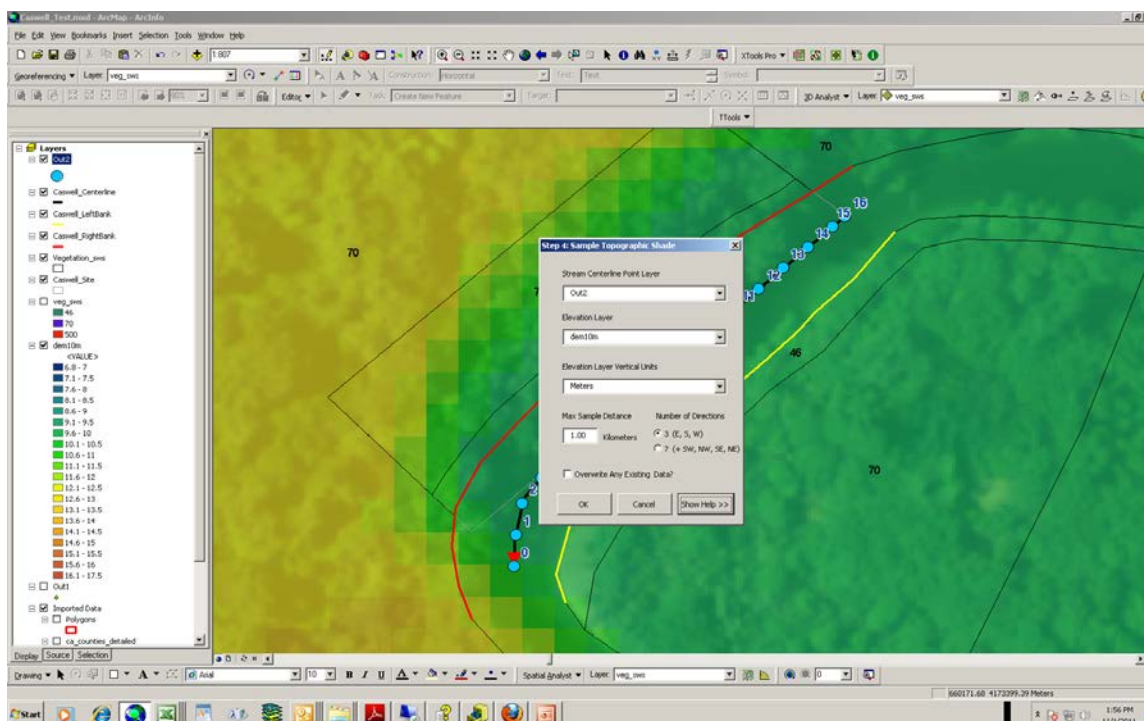 Caswell_Test.mxd - ArcMap - ArcInfo
File Edit View Bookmarks Insert Selection Tools Window Help
1:807 XTools Pro
Georeferencing Layer: veg_sws Construction: Horizontal Text: Text Symbol:
Editor Task: Create New Feature Target: 3D Analyst Layer: veg_sws
TTools
Layers
Out2
Caswell_Centerline
Caswell_LeftBank
Caswell_RightBank
Vegetation_sws
Caswell_Site
veg_sws
46
70
500
dem10m
<VALUE>
6.8 - 7
7.1 - 7.5
7.6 - 8
8.1 - 8.5
8.6 - 9
9.1 - 9.5
9.6 - 10
10.1 - 10.5
10.6 - 11
11.1 - 11.5
11.6 - 12
12.1 - 12.5
12.6 - 13
13.1 - 13.5
13.6 - 14
14.1 - 14.5
14.6 - 15
15.1 - 15.5
15.6 - 16
16.1 - 17.5
Out1
Imported Data
Polygons
ca_counties_detailed
Display Source Selection
70
70
16
15
14
13
12
11
46
70
2
1
0
Step 4: Sample Topographic Shade
Stream Centerline Point Layer
Out2
Elevation Layer
dem10m
Elevation Layer Vertical Units
Meters
Max Sample Distance Number of Directions
1.00 Kilometers 3 (E, S, W)
7 (+ SW, NW, SE, NE)
Overwrite Any Existing Data?
OK Cancel Show Help >>
Drawing A Arial 10 B I U A Spatial Analyst Layer: veg_sws 0
660171.60 4173399.39 Meters
Start 1:56 PM